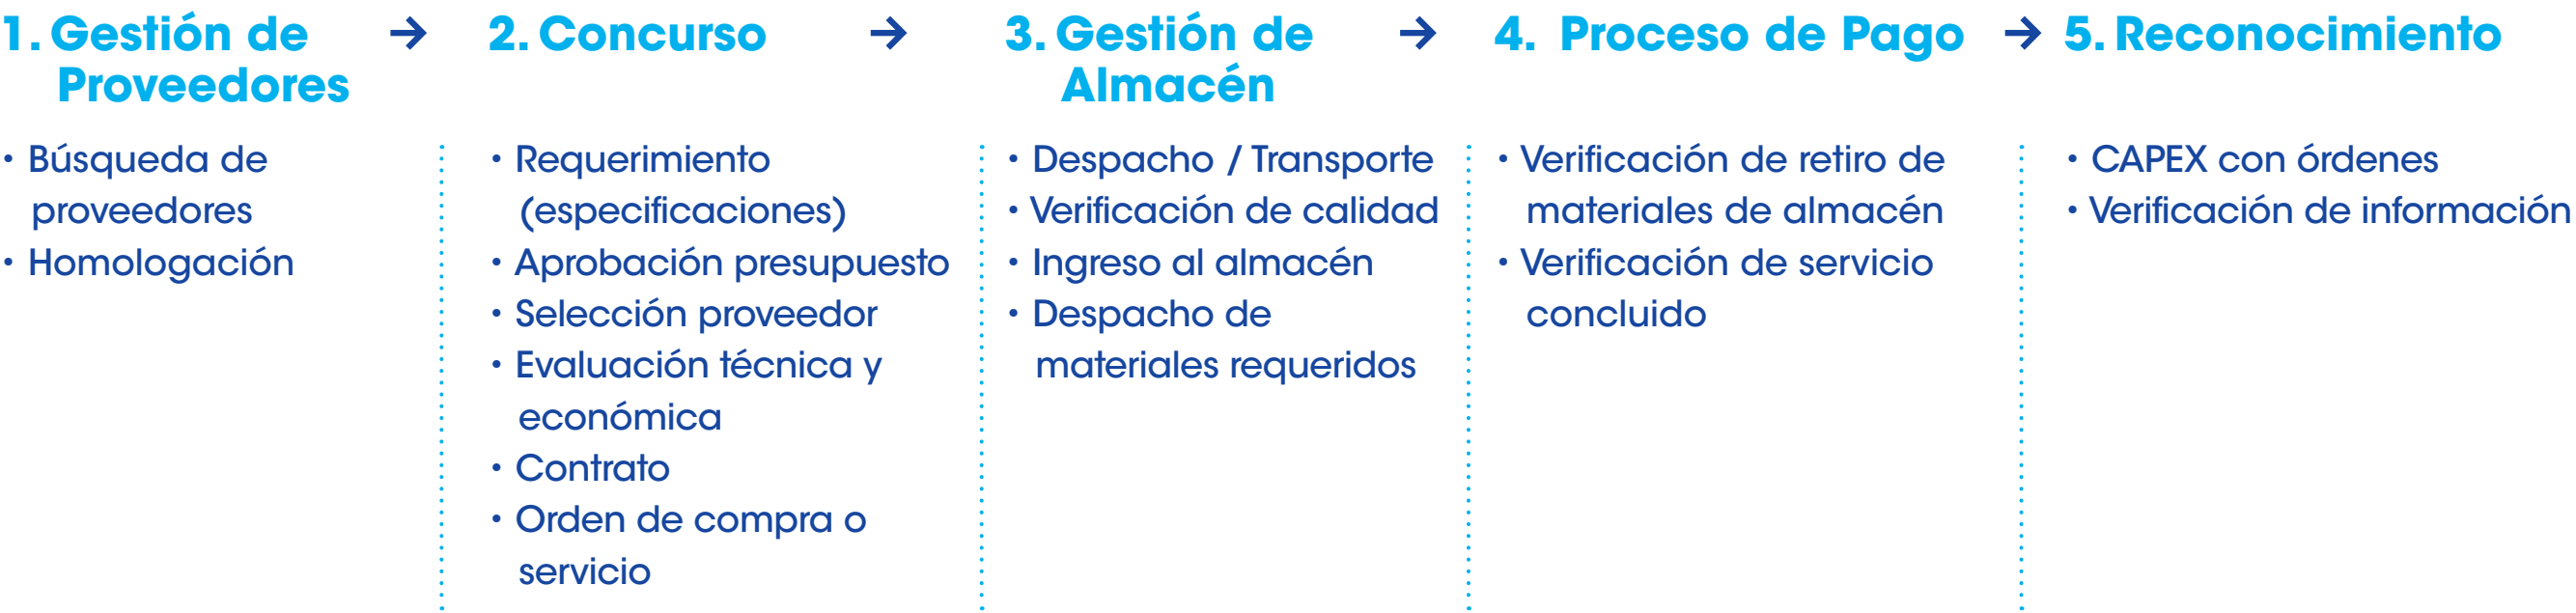 1. Gestión de
Proveedores
• Búsqueda de
proveedores
• Homologación
2. Concurso
• Requerimiento
(especificaciones)
• Aprobación presupuesto
• Selección proveedor
• Evaluación técnica y
económica
• Contrato
• Orden de compra o
servicio
3. Gestión de
Almacén
• Despacho / Transporte
• Verificación de calidad
• Ingreso al almacén
• Despacho de
materiales requeridos
4. Proceso de Pago
• Verificación de retiro de
materiales de almacén
• Verificación de servicio
concluido
5. Reconocimiento
• CAPEX con órdenes
• Verificación de información